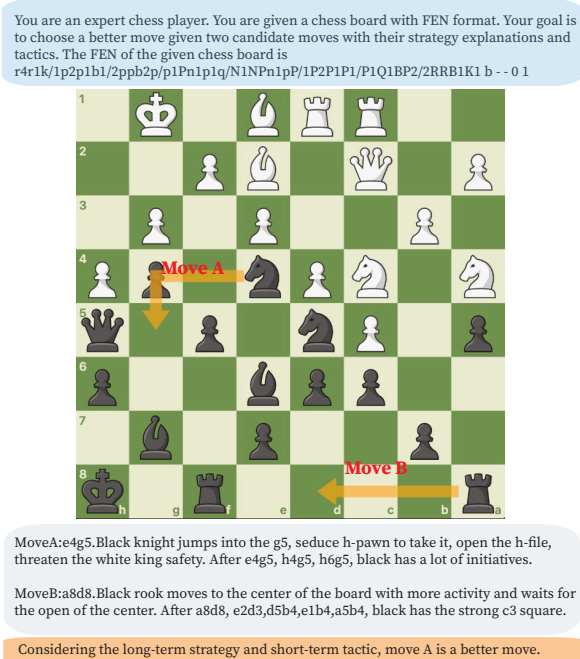 You are an expert chess player. You are given a chess board with FEN format. Your goal is
to choose a better move given two candidate moves with their strategy explanations and
tactics. The FEN of the given chess board is
r4r1k/1p2p1b1/2ppb2p/p1Pn1p1q/N1NPn1pP/1P2P1P1/P1Q1BP2/2RRB1K1 b - - 0 1
1
2
3
4
Move A
5
6
7
Move B
8
h g f e d c b a
MoveA:e4g5.Black knight jumps into the g5, seduce h-pawn to take it, open the h-file,
threaten the white king safety. After e4g5, h4g5, h6g5, black has a lot of initiatives.
MoveB:a8d8.Black rook moves to the center of the board with more activity and waits for
the open of the center. After a8d8, e2d3,d5b4,e1b4,a5b4, black has the strong c3 square.
Considering the long-term strategy and short-term tactic, move A is a better move.